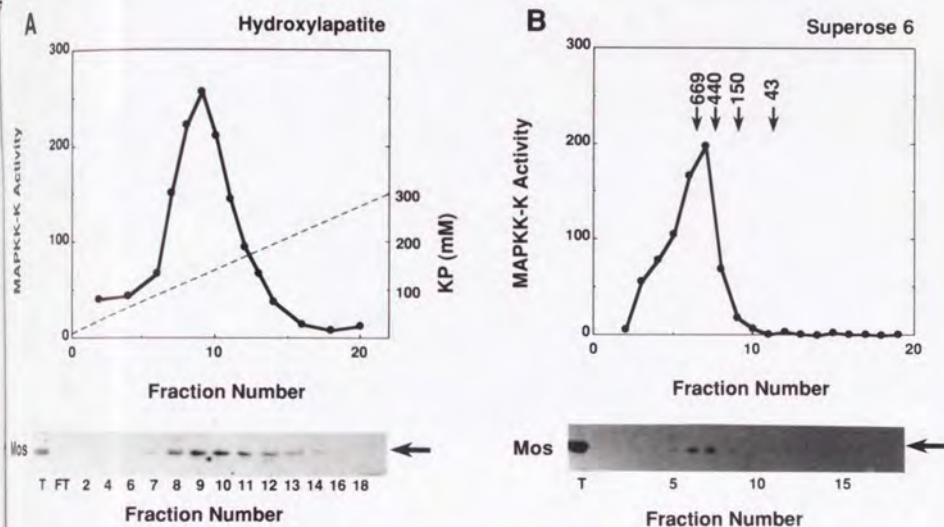 A
Hydroxylapatite
300
200
100
0
MAPKK-K Activity
300
200
100
KP (mM)
0
10
20
Fraction Number
Mos
T FT 2 4 6 7 8 9 10 11 12 13 14 16 18
Fraction Number
B
Superose 6
300
200
100
0
MAPKK-K Activity
669
440
150
43
0
10
20
Fraction Number
Mos
T 5 10 15
Fraction Number